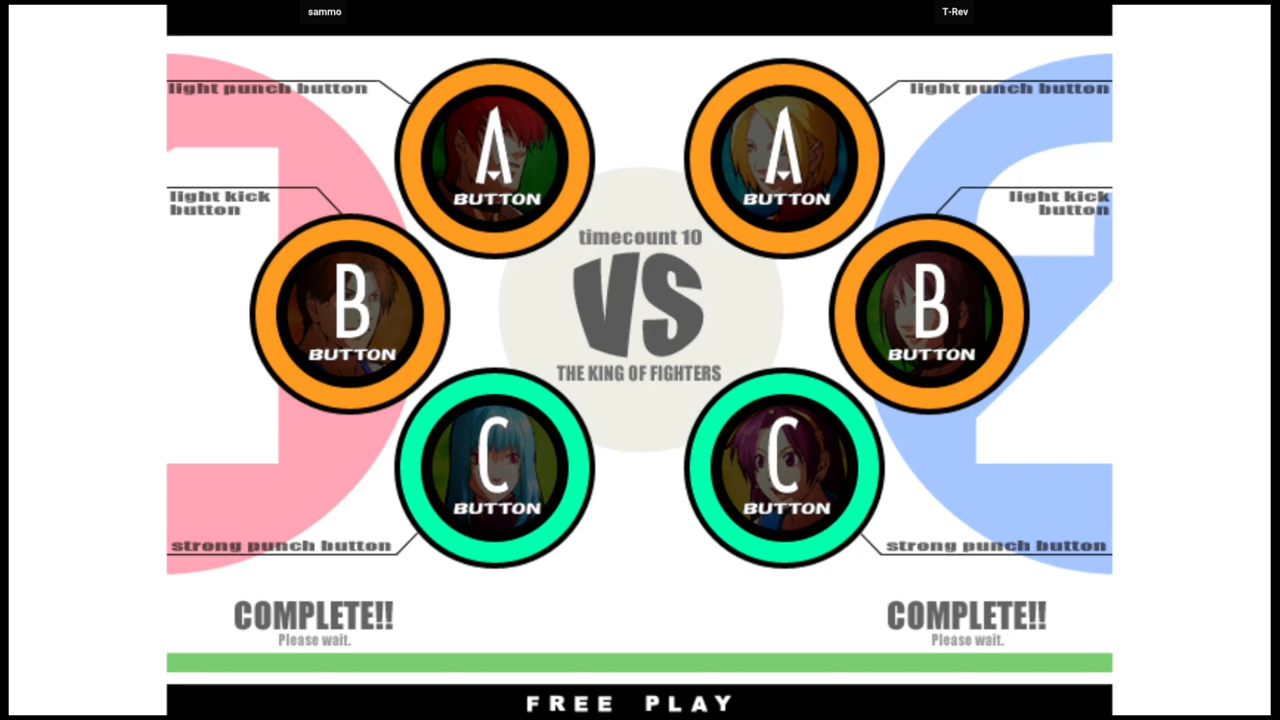 sammo
T-Rev
light punch button
A
BUTTON
A
BUTTON
light punch button
light kick
button
light kick
button
timecount 10
VS
THE KING OF FIGHTERS
B
BUTTON
B
BUTTON
1
2
C
BUTTON
C
BUTTON
strong punch button
strong punch button
COMPLETE!!
Please wait.
COMPLETE!!
Please wait.
FREE PLAY